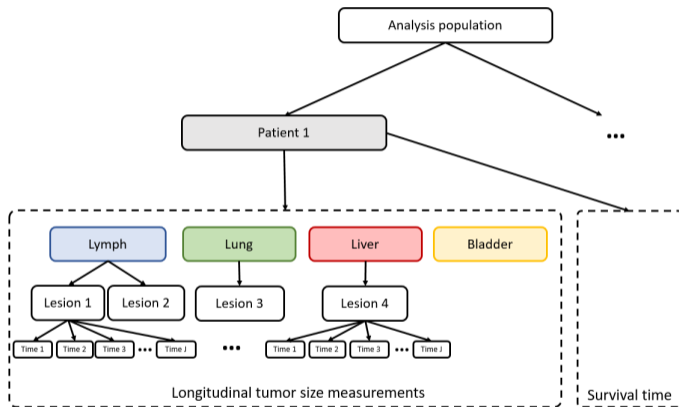 Analysis population
Patient 1
...
Lymph
Lung
Liver
Bladder
Lesion 1
Lesion 2
Lesion 3
Lesion 4
Time 1
Time 2
Time 3
...
Time J
...
Time 1
Time 2
Time 3
...
Time J
Longitudinal tumor size measurements
Survival time